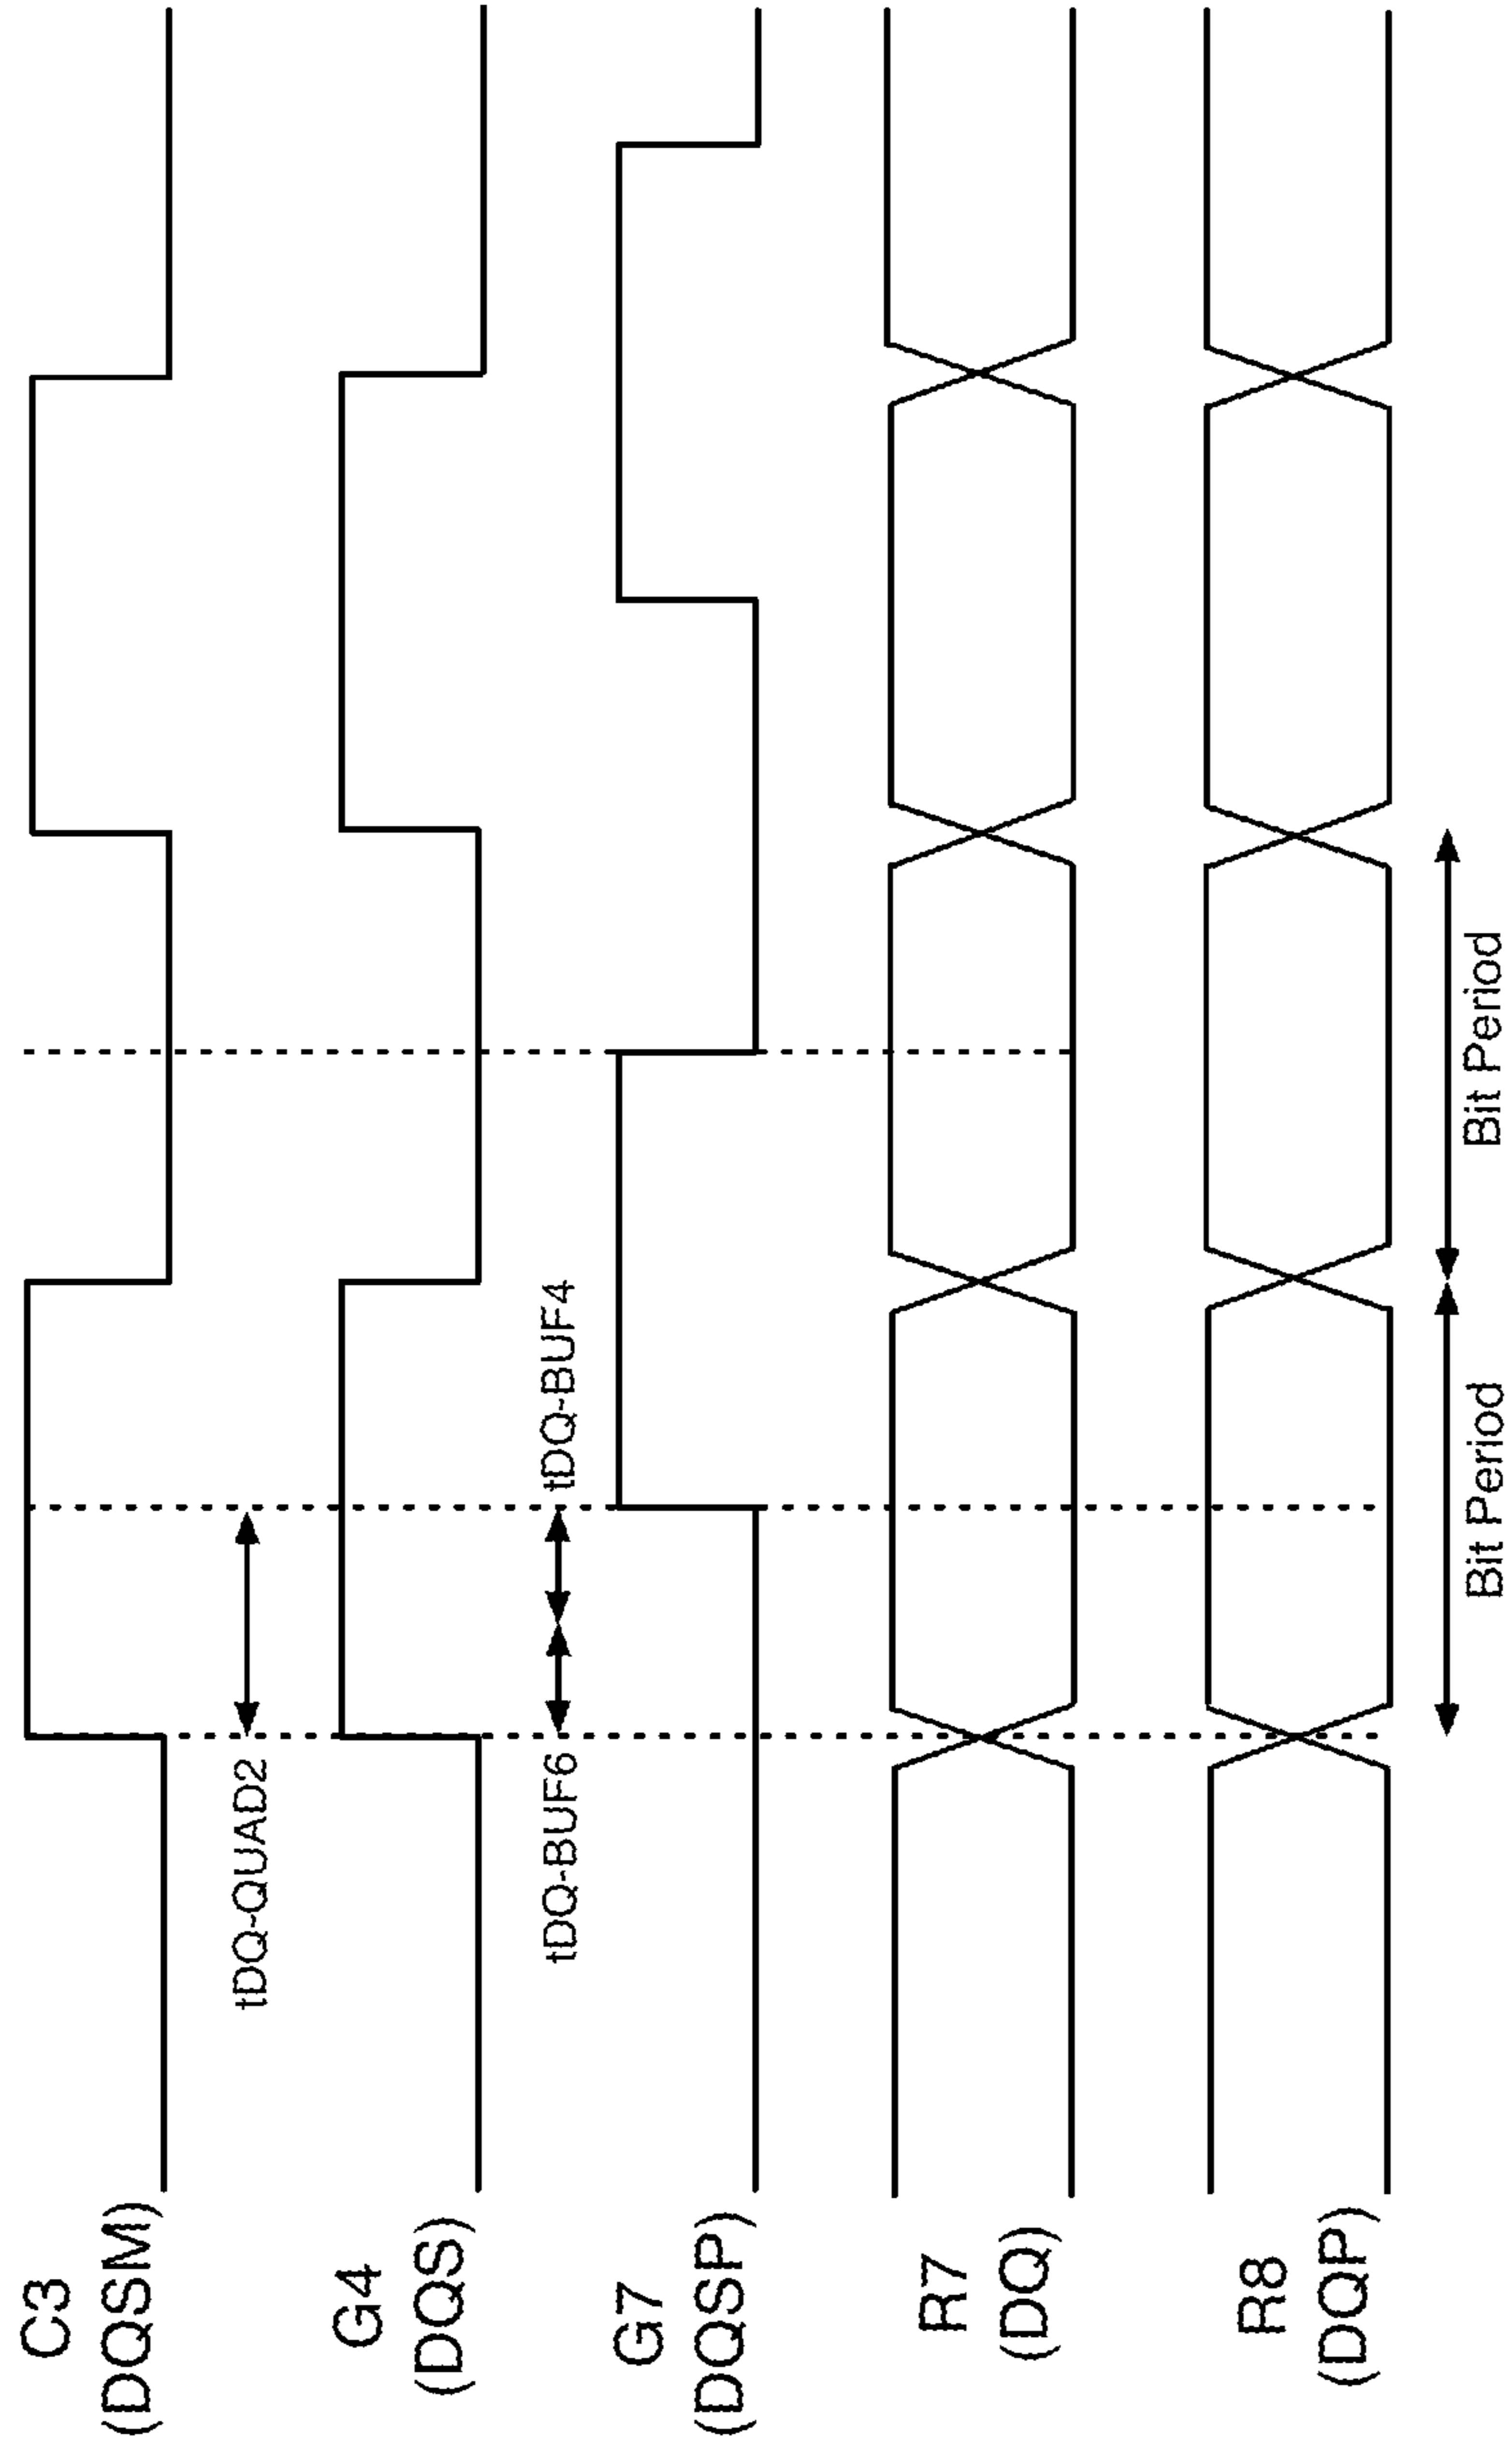 C3
(DQSM)
tDQ-QUAD2
G4
(DQS)
tDQ-BUF6
tDQ-BUF4
G7
(DQSP)
R7
(DQ)
R8
(DQP)
Bit Period
Bit Period